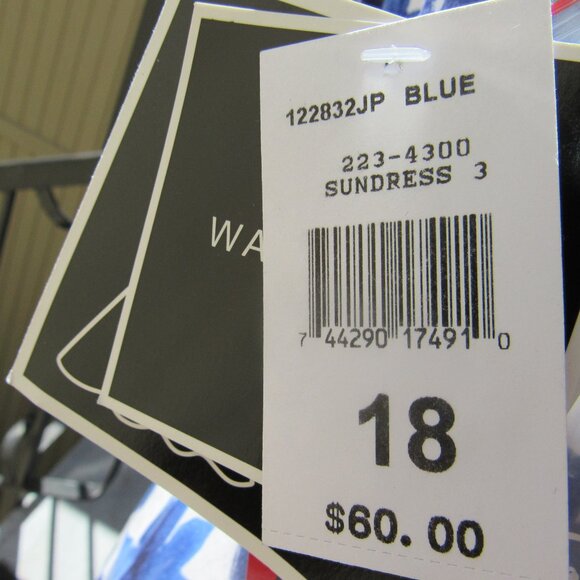 122832JP BLUE
223-4300
SUNDRESS 3
WA
7 44290 17491 0
18
$60.00